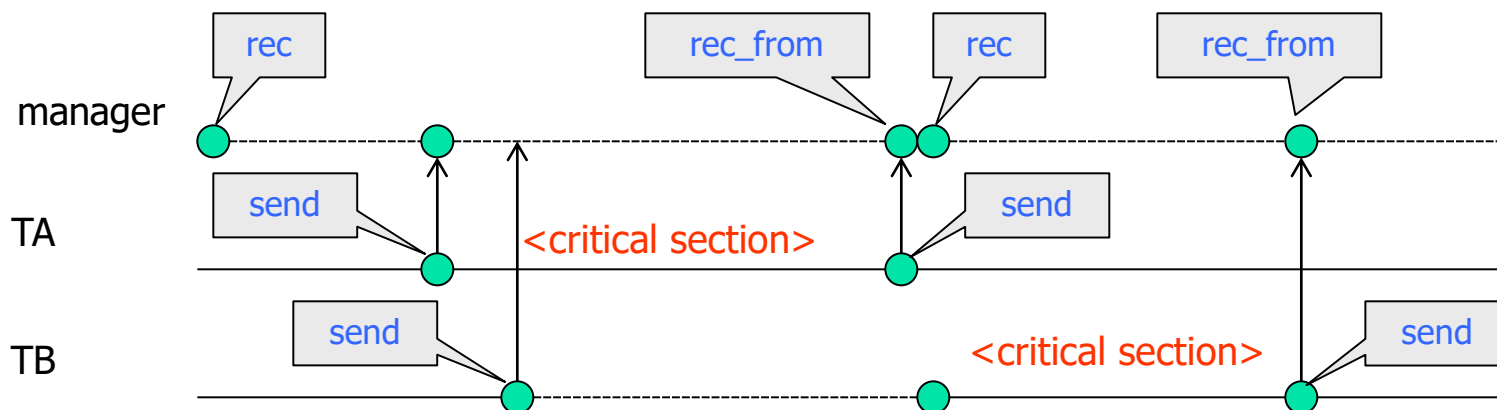 rec
rec_from
rec
rec_from
manager
send
send
TA
<critical section>
send
send
TB
<critical section>